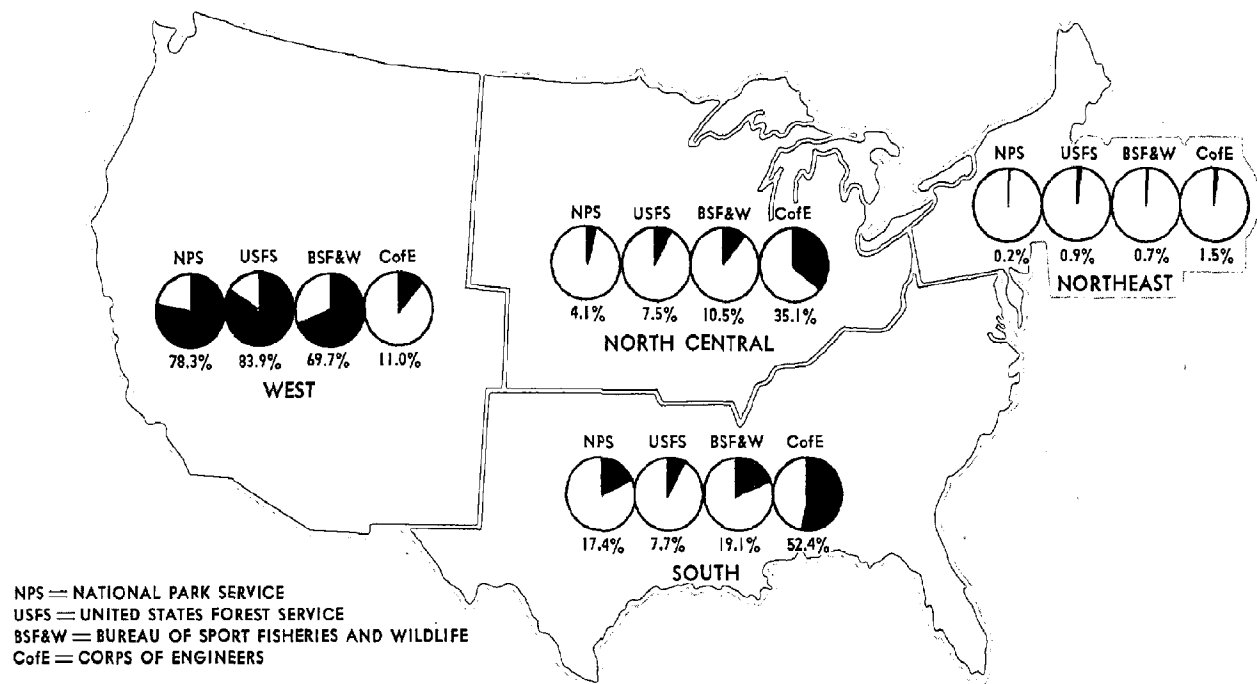 NPS USFS BSF&W CofE
0.2% 0.9% 0.7% 1.5%
NORTHEAST
NPS USFS BSF&W CofE
4.1% 7.5% 10.5% 35.1%
NORTH CENTRAL
NPS USFS BSF&W CofE
78.3% 83.9% 69.7% 11.0%
WEST
NPS USFS BSF&W CofE
17.4% 7.7% 19.1% 52.4%
SOUTH
NPS = NATIONAL PARK SERVICE
USFS = UNITED STATES FOREST SERVICE
BSF&W = BUREAU OF SPORT FISHERIES AND WILDLIFE
CofE = CORPS OF ENGINEERS